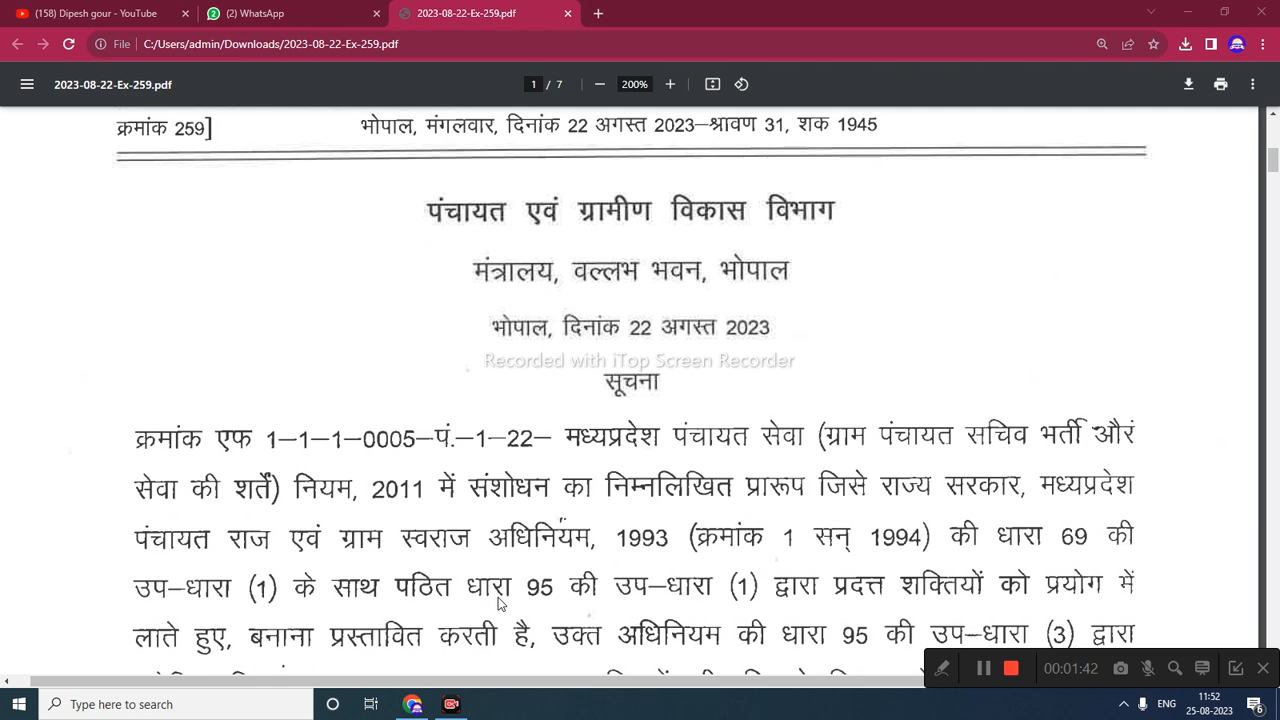 (158) Dipesh gour - YouTube
(2) WhatsApp
2023-08-22-Ex-259.pdf
File
C:/Users/admin/Downloads/2023-08-22-Ex-259.pdf
2023-08-22-Ex-259.pdf
1 / 7
200%
क्रमांक 259]
भोपाल, मंगलवार, दिनांक 22 अगस्त 2023—श्रावण 31, शक 1945
पंचायत एवं ग्रामीण विकास विभाग
मंत्रालय, वल्लभ भवन, भोपाल
भोपाल, दिनांक 22 अगस्त 2023
Recorded with iTop Screen Recorder
सूचना
क्रमांक एफ 1—1—1—0005—पं.—1—22— मध्यप्रदेश पंचायत सेवा (ग्राम पंचायत सचिव भर्ती और
सेवा की शर्तें) नियम, 2011 में संशोधन का निम्नलिखित प्रारूप जिसे राज्य सरकार, मध्यप्रदेश
पंचायत राज एवं ग्राम स्वराज अधिनियम, 1993 (क्रमांक 1 सन् 1994) की धारा 69 की
उप—धारा (1) के साथ पठित धारा 95 की उप—धारा (1) द्वारा प्रदत्त शक्तियों को प्रयोग में
लाते हुए, बनाना प्रस्तावित करती है, उक्त अधिनियम की धारा 95 की उप—धारा (3) द्वारा
00:01:42
Type here to search
ENG
11:52
25-08-2023
6